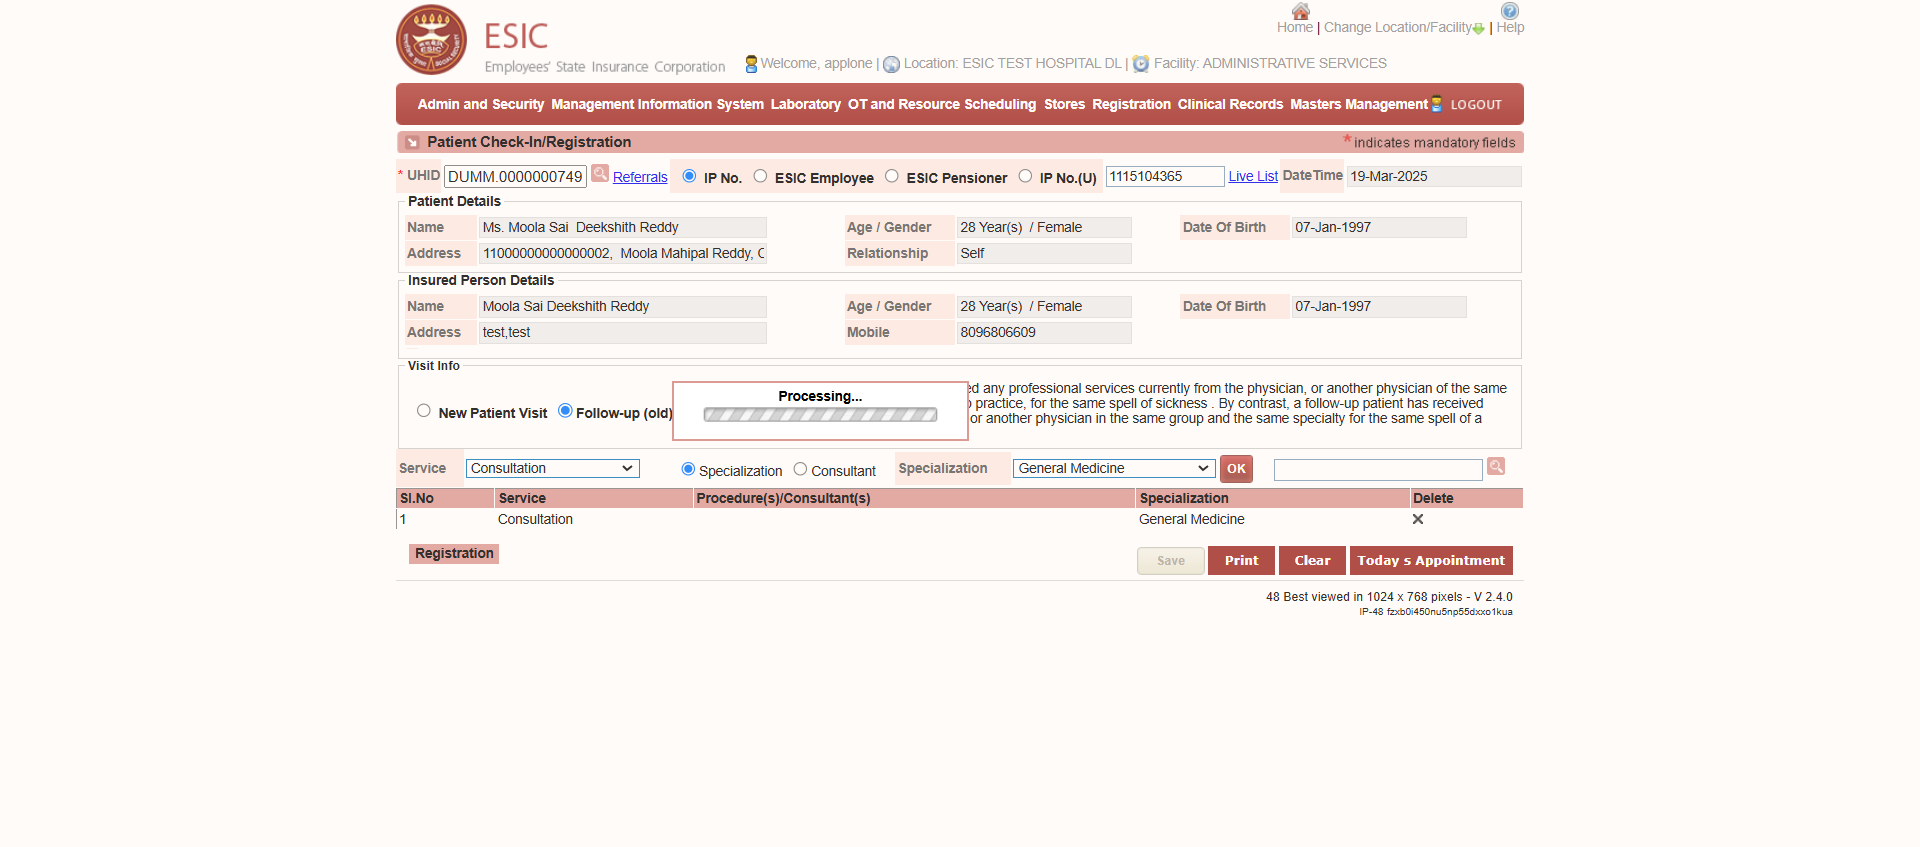 ESIC
Employees' State Insurance Corporation
Home | Change Location/Facility | Help
Welcome, applone | Location: ESIC TEST HOSPITAL DL | Facility: ADMINISTRATIVE SERVICES
Admin and Security Management Information System Laboratory OT and Resource Scheduling Stores Registration Clinical Records Masters Management LOGOUT
Patient Check-In/Registration * indicates mandatory fields
* UHID DUMM.0000000749 Referrals IP No. ESIC Employee ESIC Pensioner IP No.(U) 1115104365 Live List DateTime 19-Mar-2025
Patient Details
Name Ms. Moola Sai Deekshith Reddy Age / Gender 28 Year(s) / Female Date Of Birth 07-Jan-1997
Address 11000000000000002, Moola Mahipal Reddy, C Relationship Self
Insured Person Details
Name Moola Sai Deekshith Reddy Age / Gender 28 Year(s) / Female Date Of Birth 07-Jan-1997
Address test,test Mobile 8096806609
Visit Info
ed any professional services currently from the physician, or another physician of the same
Processing... practice, for the same spell of sickness . By contrast, a follow-up patient has received
New Patient Visit Follow-up (old) or another physician in the same group and the same specialty for the same spell of a
Service Consultation Specialization Consultant Specialization General Medicine OK
Sl.No Service Procedure(s)/Consultant(s) Specialization Delete
1 Consultation General Medicine
Registration Save Print Clear Today s Appointment
48 Best viewed in 1024 x 768 pixels - V 2.4.0
IP-48 fzxb0i450nu5np55dxxo1kua